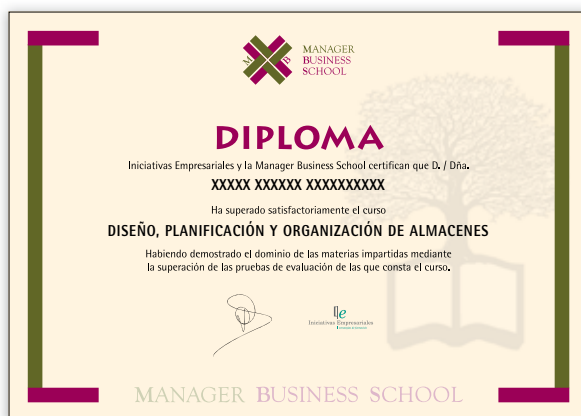 M B
MANAGER
BUSINESS
SCHOOL
DIPLOMA
Iniciativas Empresariales y la Manager Business School certifican que D. / Dña.
XXXXX XXXXXX XXXXXXXXXX
Ha superado satisfactoriamente el curso
DISEÑO, PLANIFICACIÓN Y ORGANIZACIÓN DE ALMACENES
Habiendo demostrado el dominio de las materias impartidas mediante
la superación de las pruebas de evaluación de las que consta el curso.
Ie
Iniciativas Empresariales
MANAGER BUSINESS SCHOOL